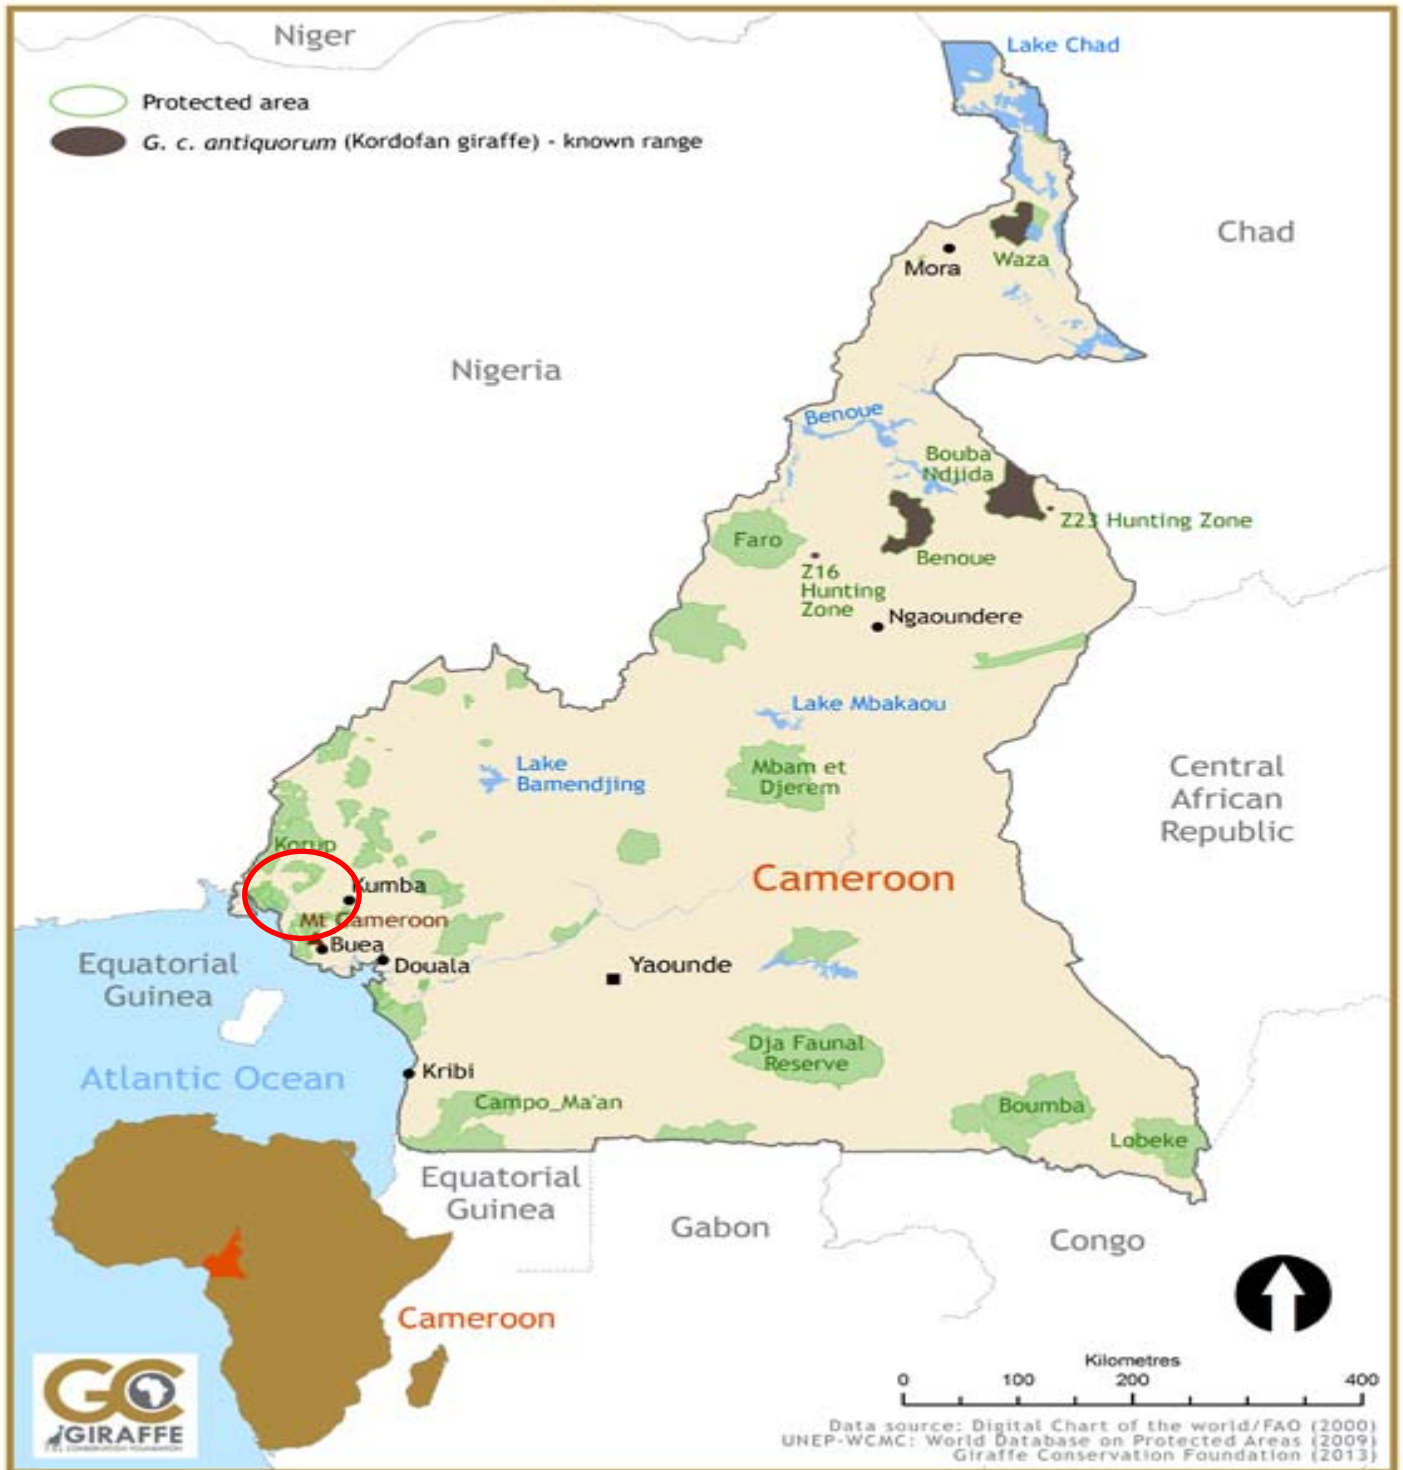 Niger
Lake Chad
Protected area
G. c. antiquorum (Kordofan giraffe) - known range
Chad
Mora
Waza
Nigeria
Benoue
Bouba
Ndjida
Z23 Hunting Zone
Faro
Benoue
Z16
Hunting
Zone
Ngaoundere
Lake Mbakaou
Lake
Bamendjing
Mbam et
Djerem
Central
African
Republic
Korup
Cameroon
Kumba
Mt Cameroon
Buea
Douala
Yaounde
Equatorial
Guinea
Dja Faunal
Reserve
Atlantic Ocean
Kribi
Campo_Ma'an
Boumba
Lobeke
Equatorial
Guinea
Gabon
Congo
Cameroon
Kilometres
0 100 200 400
GC
GIRAFFE
CONSERVATION FOUNDATION
Data source: Digital Chart of the world/FAO (2000)
UNEP-WCMC: World Database on Protected Areas (2009)
Giraffe Conservation Foundation (2013)